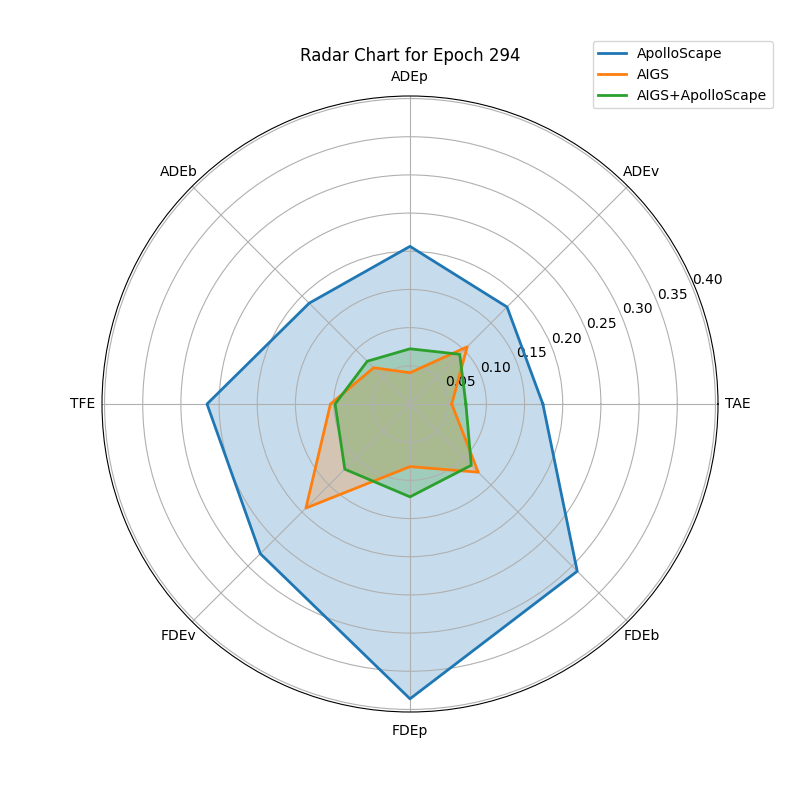 Radar Chart for Epoch 294
ApolloScape
AIGS
AIGS+ApolloScape
ADEp
ADEb
ADEv
0.40
0.35
0.30
0.25
0.20
0.15
0.10
0.05
TFE
TAE
FDEv
FDEb
FDEp